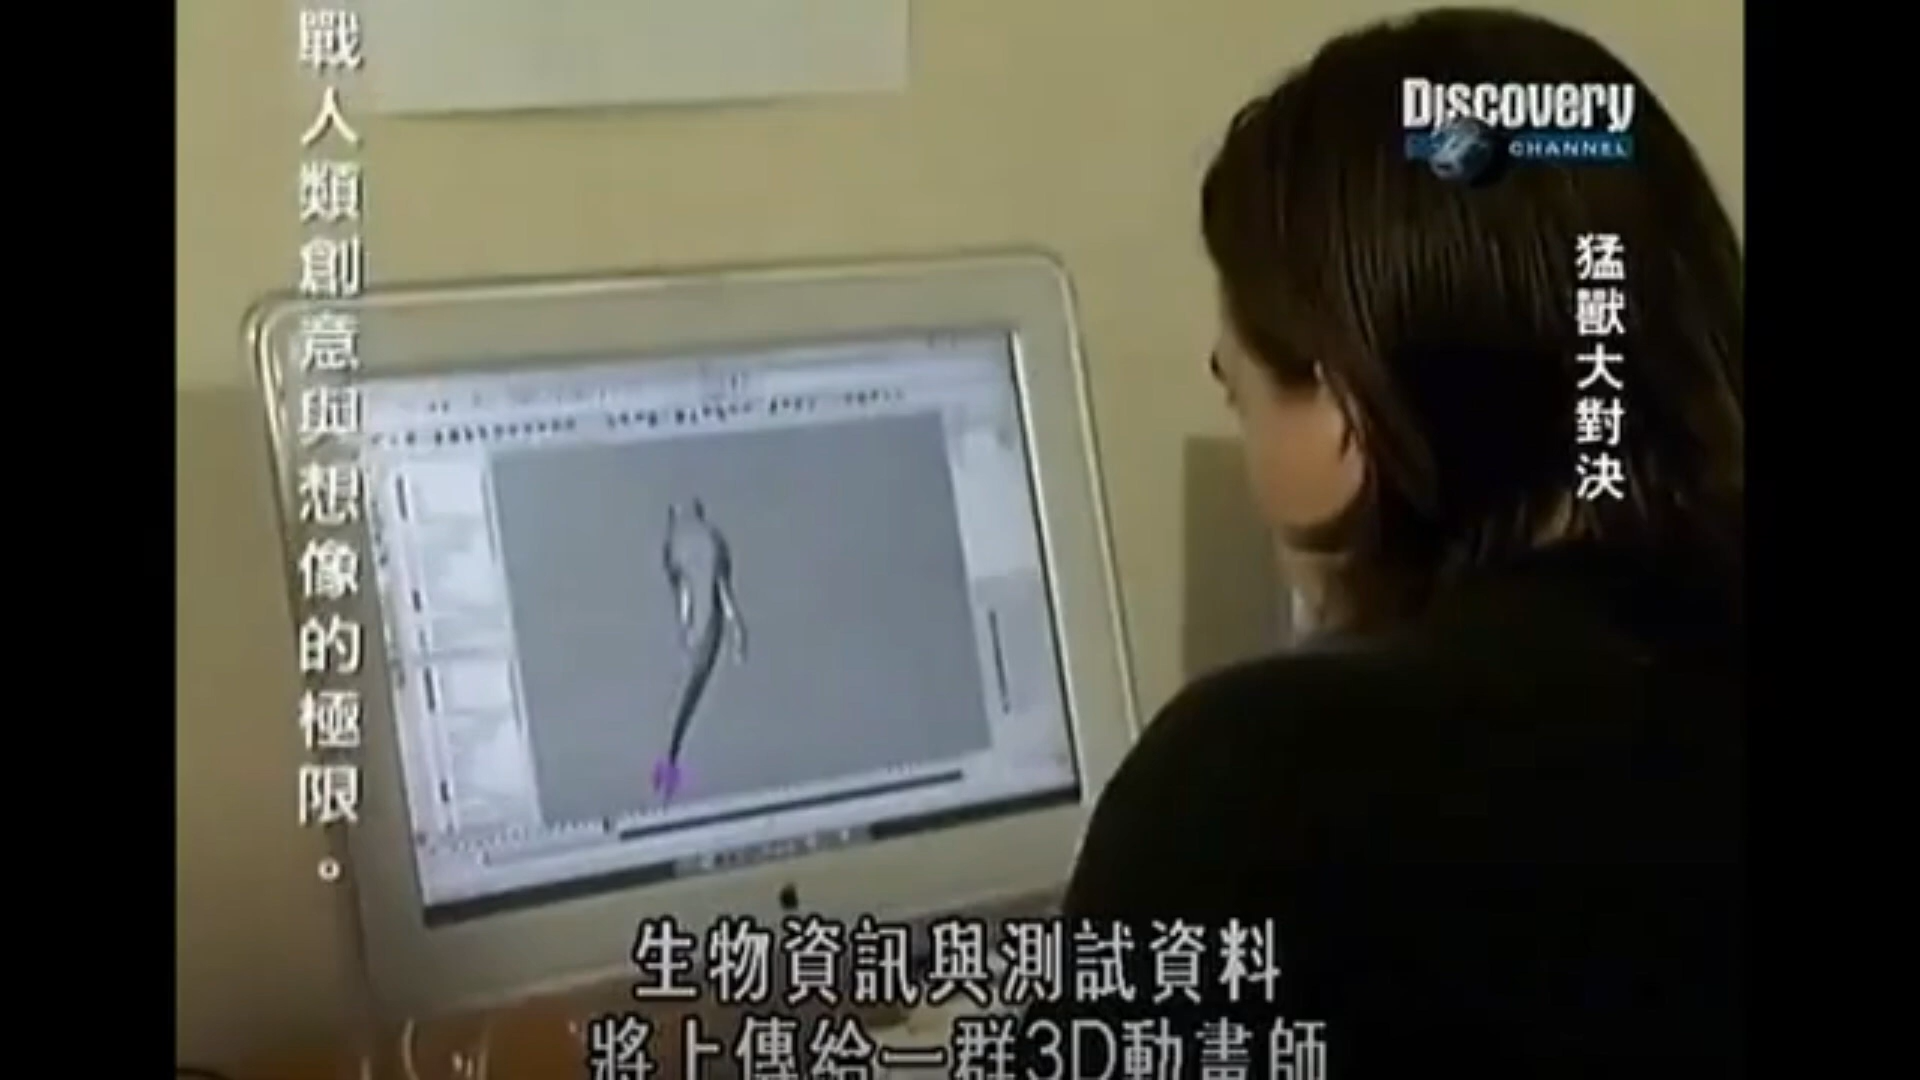 戰人類創意與想像的極限。
Discovery
CHANNEL
猛獸大對決
生物資訊與測試資料
將上傳給一群3D動畫師